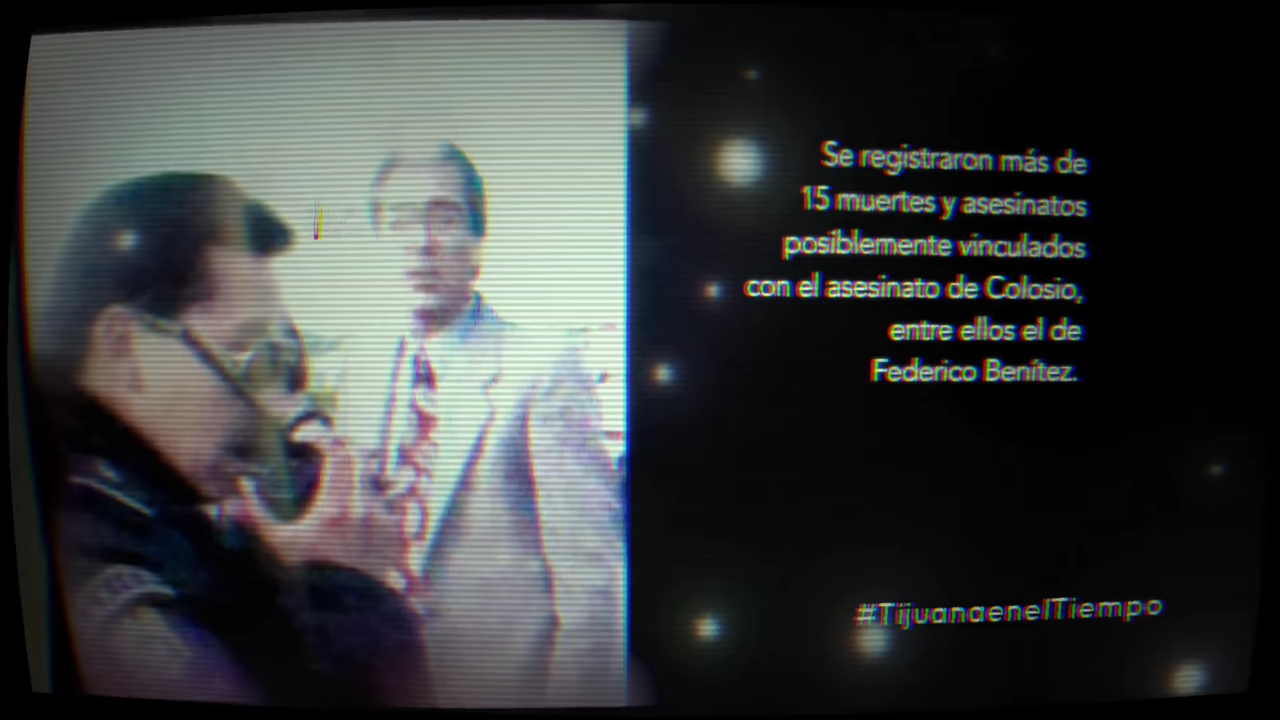 Se registraron más de
15 muertes y asesinatos
posiblemente vinculados
con el asesinato de Colosio,
entre ellos el de
Federico Benítez.
#TijuanaenelTiempo